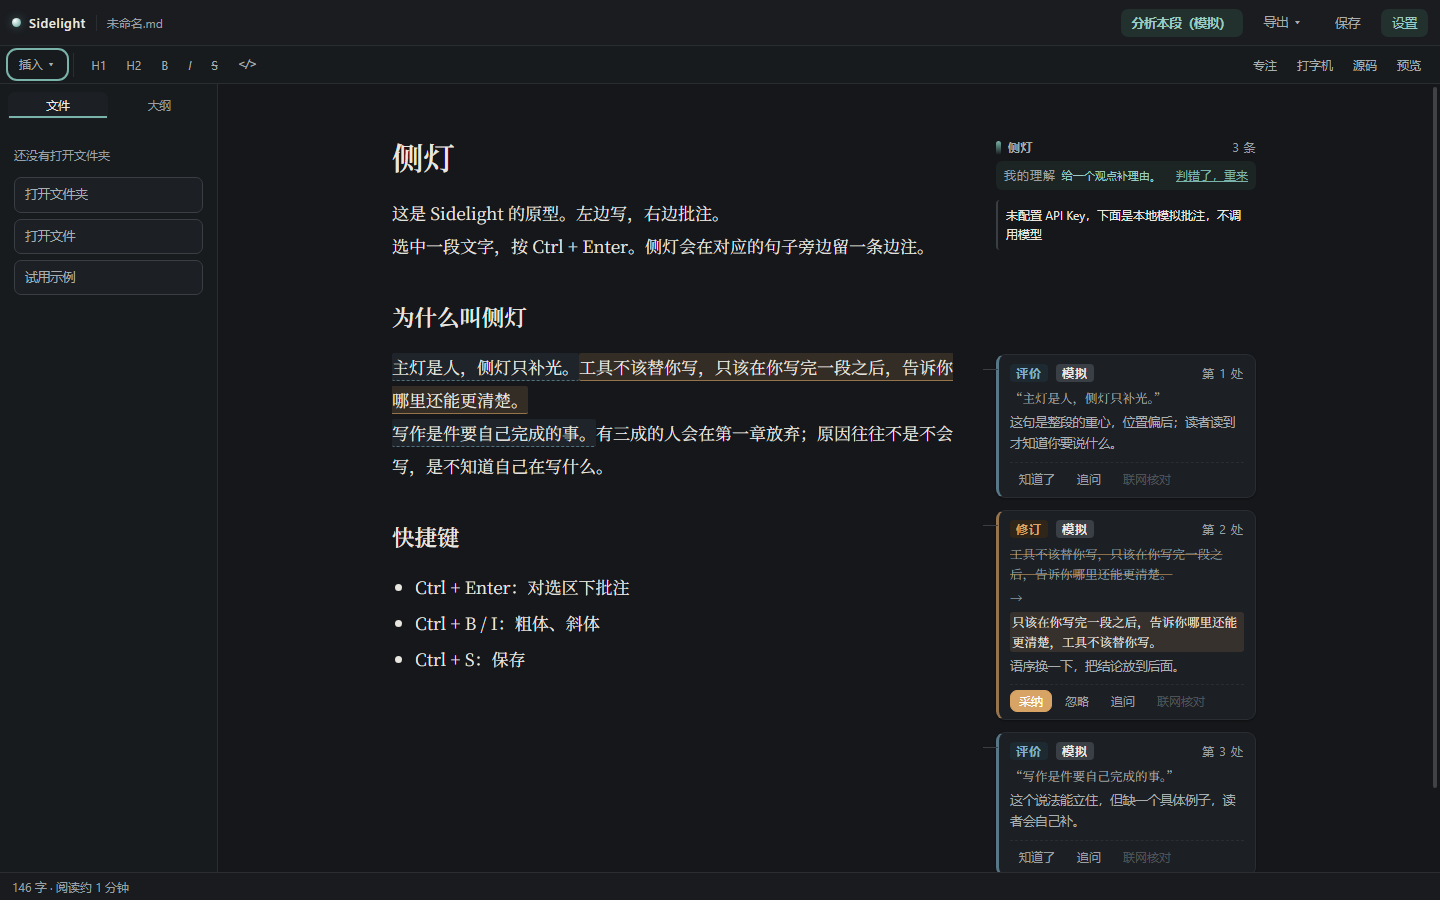 Sidelight 未命名.md 分析本段（模拟） 导出 保存 设置
插入 H1 H2 B I S </> 专注 打字机 源码 预览
文件 大纲
还没有打开文件夹
打开文件夹
打开文件
试用示例
侧灯
这是 Sidelight 的原型。左边写，右边批注。
选中一段文字，按 Ctrl + Enter。侧灯会在对应的句子旁边留一条边注。
为什么叫侧灯
主灯是人，侧灯只补光。工具不该替你写，只该在你写完一段之后，告诉你
哪里还能更清楚。
写作是件要自己完成的事。有三成的人会在第一章放弃；原因往往不是不会
写，是不知道自己在写什么。
快捷键
Ctrl + Enter：对选区下批注
Ctrl + B / I：粗体、斜体
Ctrl + S：保存
侧灯 3 条
我的理解 给一个观点补理由。 判错了，重来
未配置 API Key，下面是本地模拟批注，不调
用模型
评价 模拟 第 1 处
“主灯是人，侧灯只补光。”
这句是整段的重心，位置偏后；读者读到
才知道你要说什么。
知道了 追问 联网核对
修订 模拟 第 2 处
工具不该替你写，只该在你写完一段之
后，告诉你哪里还能更清楚。
→
只该在你写完一段之后，告诉你哪里还能
更清楚，工具不该替你写。
语序换一下，把结论放到后面。
采纳 忽略 追问 联网核对
评价 模拟 第 3 处
“写作是件要自己完成的事。”
这个说法能立住，但缺一个具体例子，读
者会自己补。
知道了 追问 联网核对
146 字 · 阅读约 1 分钟